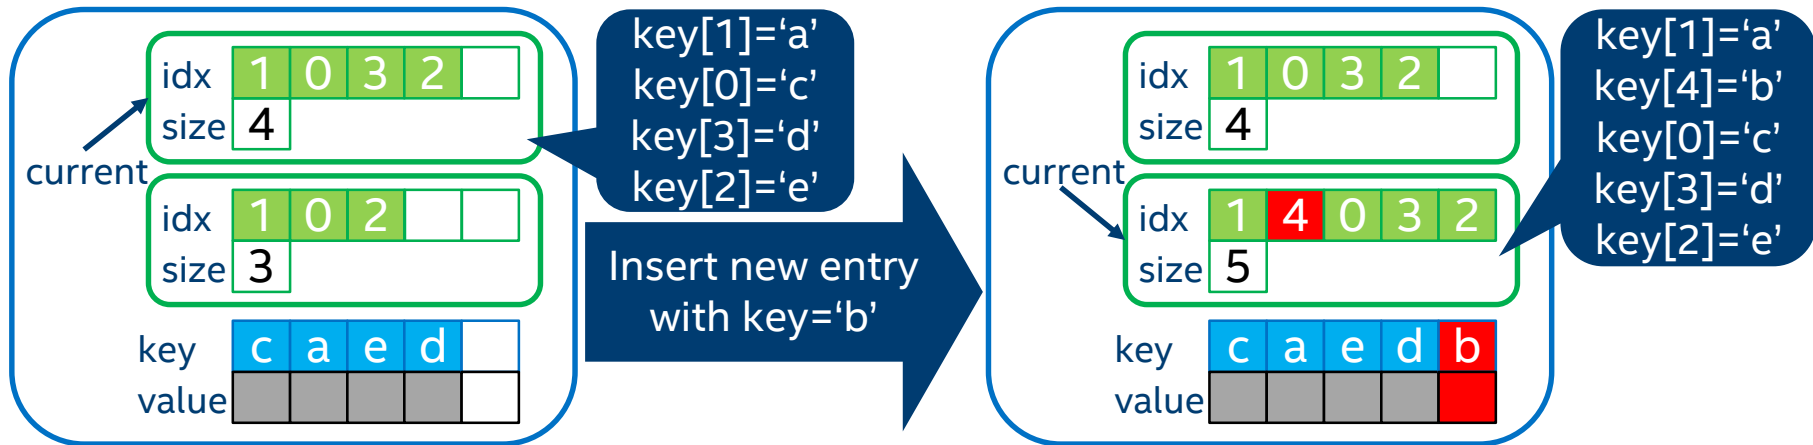 idx 1 0 3 2
size 4
current
idx 1 0 2
size 3
key c a e d
value
key[1]=‘a’
key[0]=‘c’
key[3]=‘d’
key[2]=‘e’
Insert new entry
with key=‘b’
idx 1 0 3 2
size 4
current
idx 1 4 0 3 2
size 5
key c a e d b
value
key[1]=‘a’
key[4]=‘b’
key[0]=‘c’
key[3]=‘d’
key[2]=‘e’